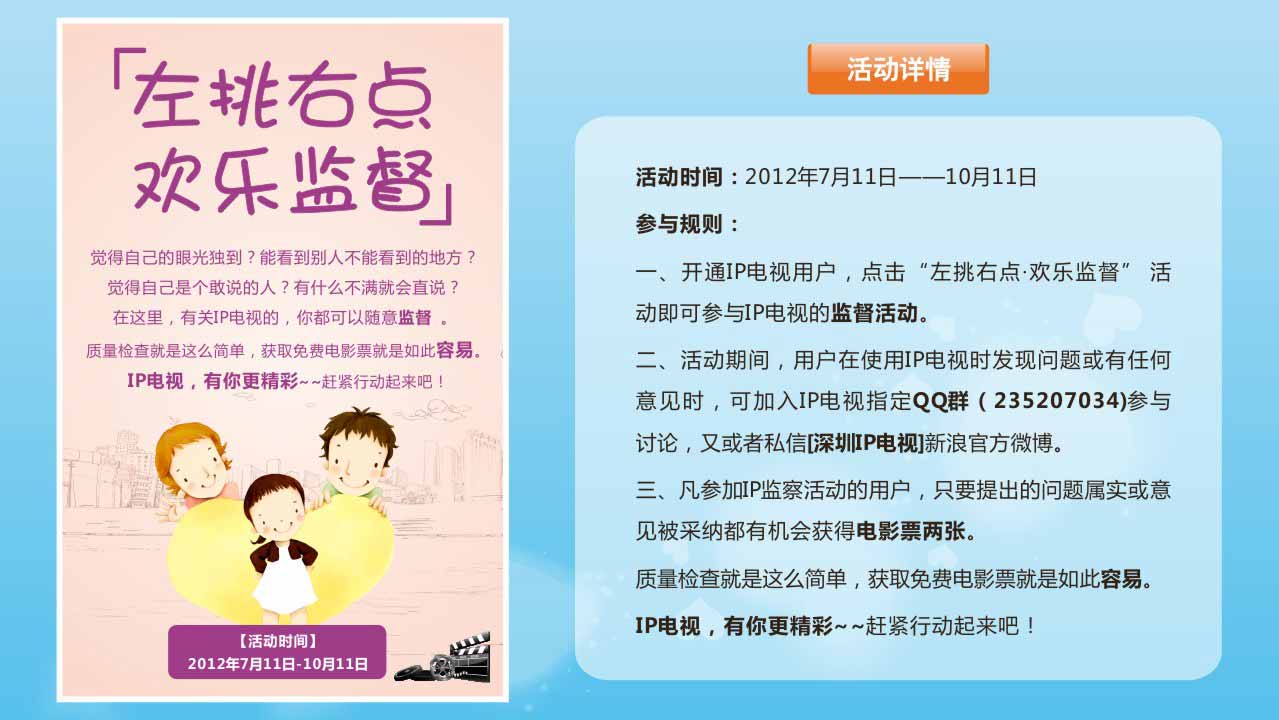 「左挑右点
欢乐监督」
觉得自己的眼光独到？能看到别人不能看到的地方？
觉得自己是个敢说的人？有什么不满就会直说？
在这里，有关IP电视的，你都可以随意监督 。
质量检查就是这么简单，获取免费电影票就是如此容易。
IP电视，有你更精彩~~赶紧行动起来吧！
【活动时间】
2012年7月11日-10月11日
活动详情
活动时间：2012年7月11日——10月11日
参与规则：
一、开通IP电视用户，点击“左挑右点·欢乐监督” 活
动即可参与IP电视的监督活动。
二、活动期间，用户在使用IP电视时发现问题或有任何
意见时，可加入IP电视指定QQ群（235207034)参与
讨论，又或者私信[深圳IP电视]新浪官方微博。
三、凡参加IP监察活动的用户，只要提出的问题属实或意
见被采纳都有机会获得电影票两张。
质量检查就是这么简单，获取免费电影票就是如此容易。
IP电视，有你更精彩~~赶紧行动起来吧！